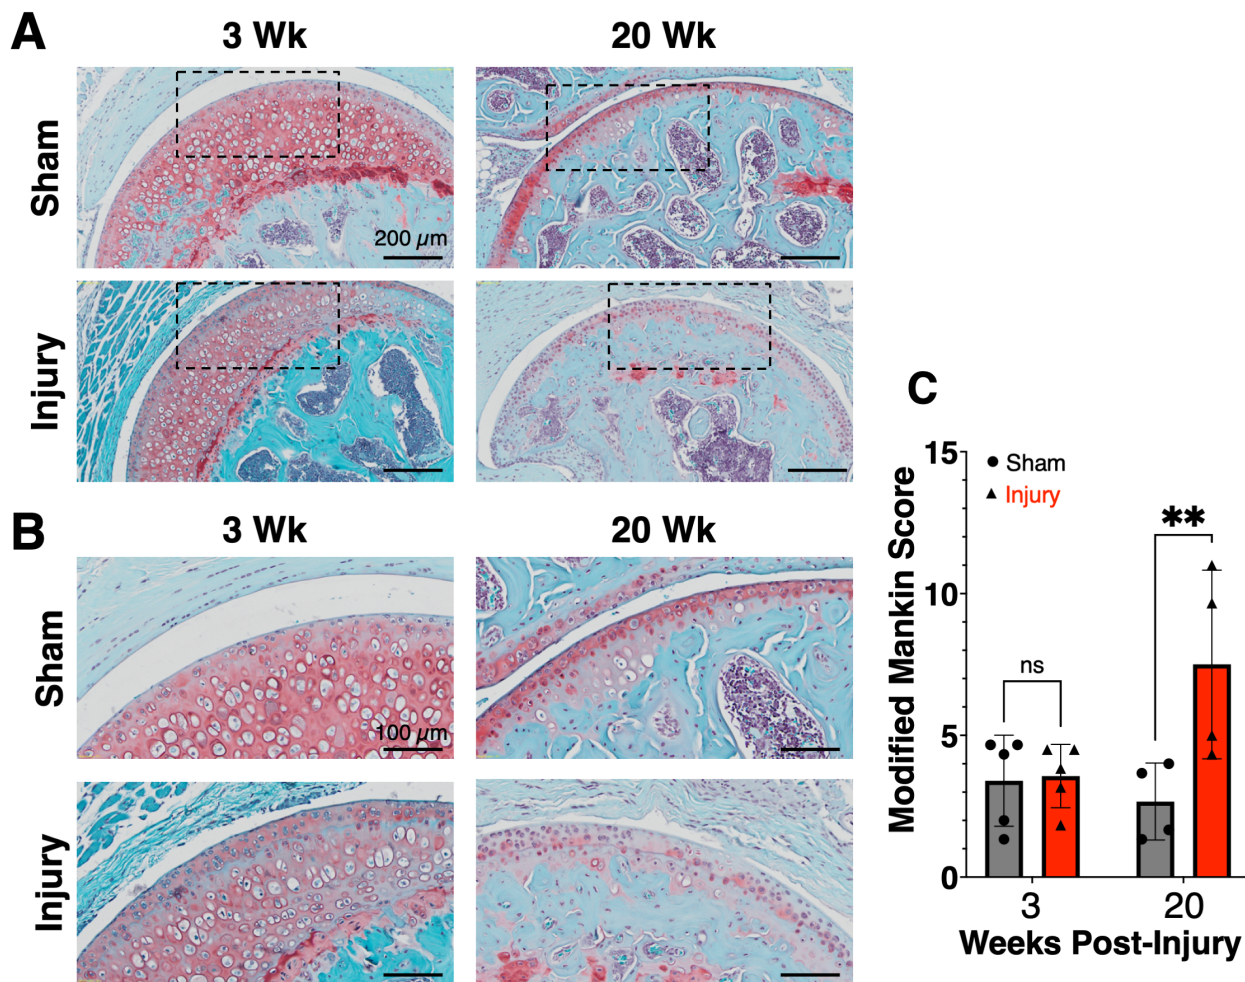 A
3 Wk
20 Wk
Sham
200 µm
Injury
B
3 Wk
20 Wk
Sham
100 µm
Injury
C
Modified Mankin Score
15
10
5
0
Sham
Injury
ns
**
3
20
Weeks Post-Injury